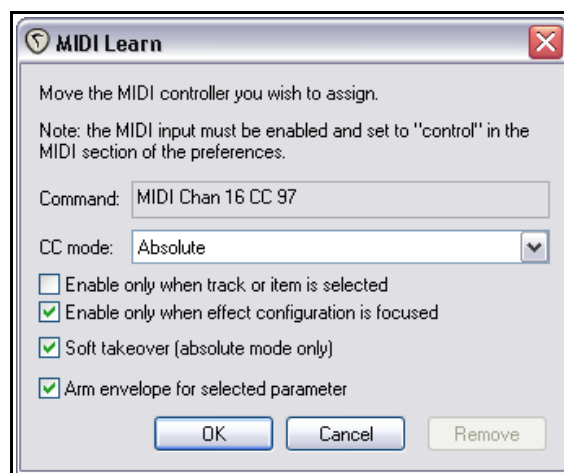 MIDI Learn
Move the MIDI controller you wish to assign.
Note: the MIDI input must be enabled and set to "control" in the
MIDI section of the preferences.
Command: MIDI Chan 16 CC 97
CC mode: Absolute
Enable only when track or item is selected
Enable only when effect configuration is focused
Soft takeover (absolute mode only)
Arm envelope for selected parameter
OK Cancel Remove